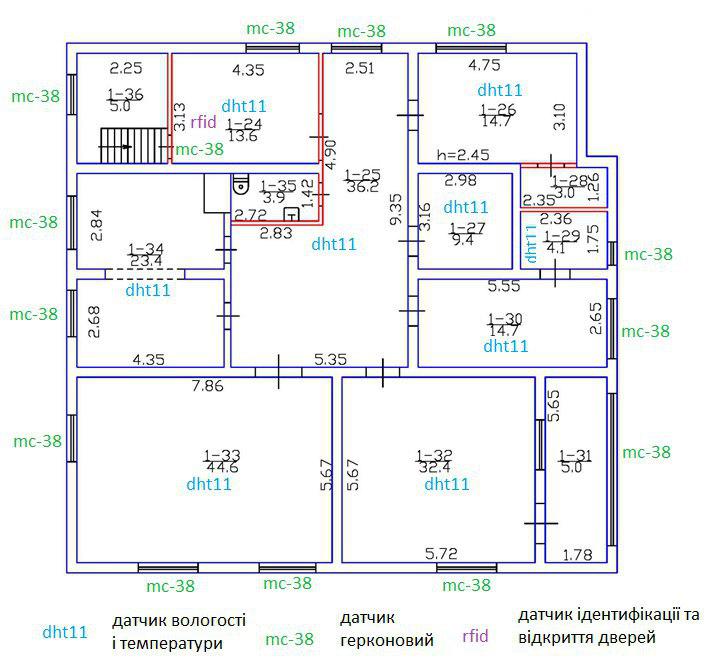 mc-38
mc-38
mc-38
2.25
4.35
2.51
4.75
mc-38
1-36
5.0
dht11
dht11
3.13
rfid
1-24
13.6
1-26
14.7
3.10
mc-38
4.90
h=2.45
1-25
36.2
1-35
3.9
1.42
2.98
1-28
3.0
1.26
2.35
2.84
2.72
9.35
3.16
dht11
2.36
mc-38
2.83
1-27
9.4
1-29
4.1
1.75
dht11
1-34
23.4
dht11
mc-38
dht11
5.55
mc-38
2.68
1-30
14.7
2.65
mc-38
dht11
4.35
5.35
7.86
5.65
mc-38
1-33
44.6
5.67
5.67
1-32
32.4
1-31
5.0
mc-38
dht11
dht11
5.72
1.78
mc-38
mc-38
mc-38
dht11
датчик вологості
і температури
mc-38
датчик
герконовий
rfid
датчик ідентифікації та
відкриття дверей